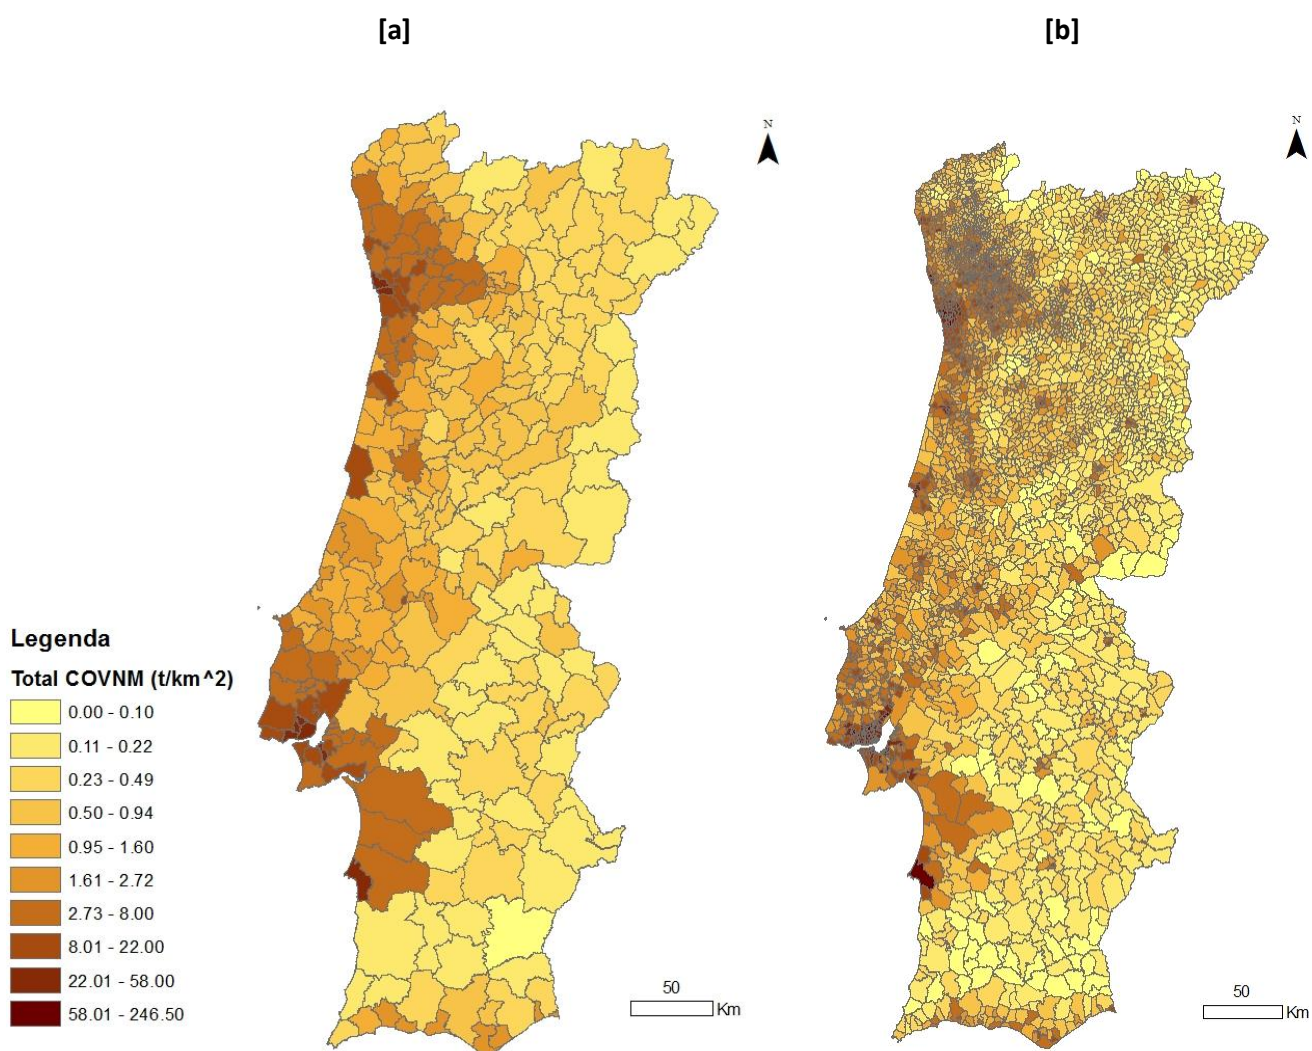 [a]
[b]
N
N
Legenda
Total COVNM (t/km^2)
0.00 - 0.10
0.11 - 0.22
0.23 - 0.49
0.50 - 0.94
0.95 - 1.60
1.61 - 2.72
2.73 - 8.00
8.01 - 22.00
22.01 - 58.00
58.01 - 246.50
50
Km
50
Km